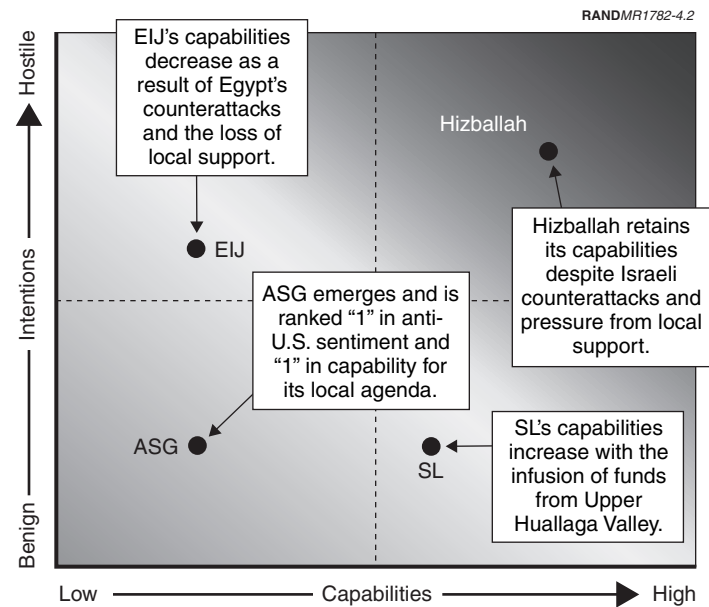 RANDMR1782-4.2
Hostile
Intentions
Benign
EIJ’s capabilities
decrease as a
result of Egypt’s
counterattacks
and the loss of
local support.
Hizballah
EIJ
Hizballah retains
its capabilities
despite Israeli
counterattacks and
pressure from local
support.
ASG emerges and is
ranked “1” in anti-
U.S. sentiment and
“1” in capability for
its local agenda.
ASG
SL
SL’s capabilities
increase with the
infusion of funds
from Upper
Huallaga Valley.
Low
Capabilities
High